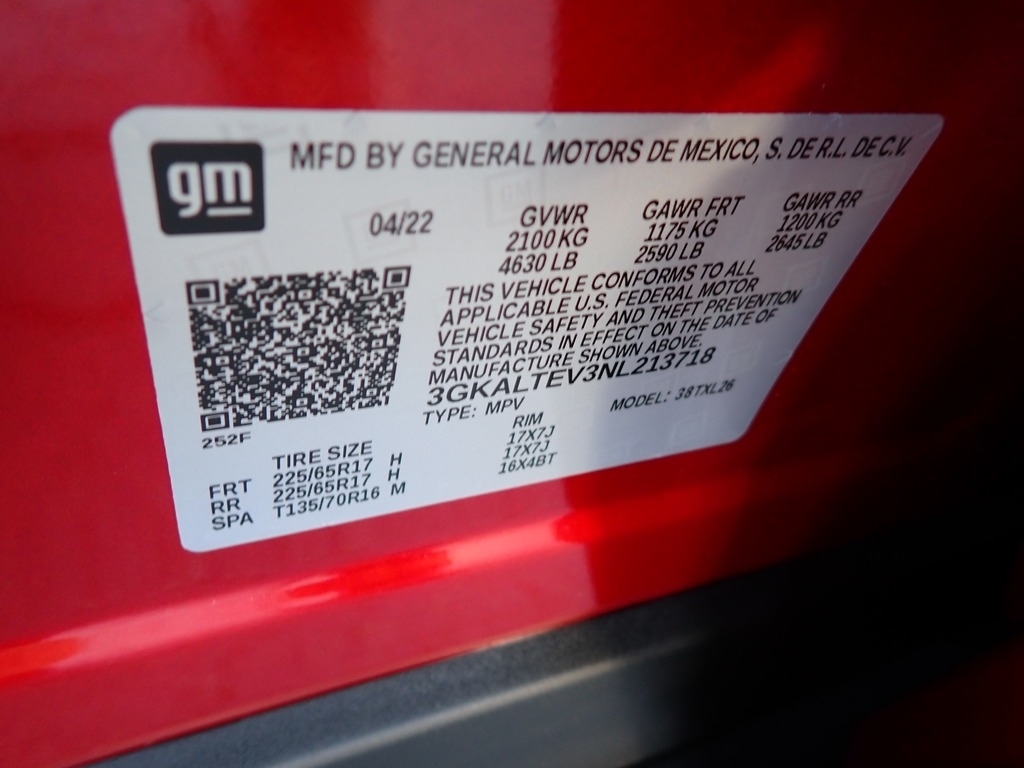 gm
MFD BY GENERAL MOTORS DE MEXICO, S. DE R.L. DE C.V.
04/22 GVWR GAWR FRT GAWR RR
2100 KG 1175 KG 1200 KG
4630 LB 2590 LB 2645 LB
THIS VEHICLE CONFORMS TO ALL
APPLICABLE U.S. FEDERAL MOTOR
VEHICLE SAFETY AND THEFT PREVENTION
STANDARDS IN EFFECT ON THE DATE OF
MANUFACTURE SHOWN ABOVE.
3GKALTEV3NL213718
TYPE: MPV MODEL: 38TXL26
252F
TIRE SIZE RIM
FRT 225/65R17 H 17X7J
RR 225/65R17 H 17X7J
SPA T135/70R16 M 16X4BT